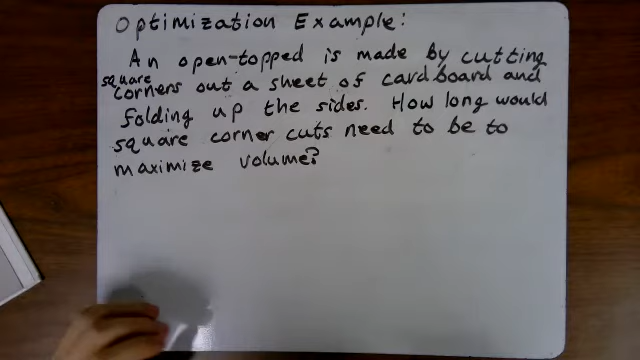 Optimization Example:
An open-topped is made by cutting
square
corners out a sheet of cardboard and
folding up the sides. How long would
square corner cuts need to be to
maximize volume?